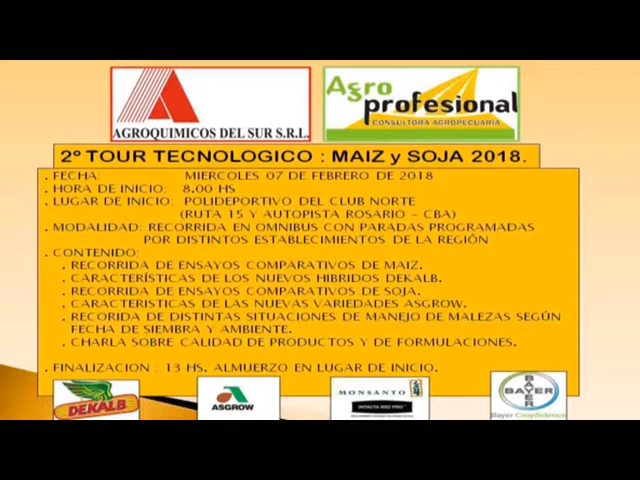 AGROQUIMICOS DEL SUR S.R.L.
Agro
profesional
CONSULTORA AGROPECUARIA
2º TOUR TECNOLOGICO : MAIZ y SOJA 2018.
. FECHA: MIERCOLES 07 DE FEBRERO DE 2018
. HORA DE INICIO: 8.00 HS
. LUGAR DE INICIO: POLIDEPORTIVO DEL CLUB NORTE
(RUTA 15 Y AUTOPISTA ROSARIO - CBA)
. MODALIDAD: RECORRIDA EN OMNIBUS CON PARADAS PROGRAMADAS
POR DISTINTOS ESTABLECIMIENTOS DE LA REGIÓN
. CONTENIDO:
. RECORRIDA DE ENSAYOS COMPARATIVOS DE MAIZ.
. CARACTERÍSTICAS DE LOS NUEVOS HIBRIDOS DEKALB.
. RECORRIDA DE ENSAYOS COMPARATIVOS DE SOJA.
. CARACTERISTICAS DE LAS NUEVAS VARIEDADES ASGROW.
. RECORIDA DE DISTINTAS SITUACIONES DE MANEJO DE MALEZAS SEGÚN
FECHA DE SIEMBRA Y AMBIENTE.
. CHARLA SOBRE CALIDAD DE PRODUCTOS Y DE FORMULACIONES.
. FINALIZACION : 13 HS. ALMUERZO EN LUGAR DE INICIO.
DEKALB
ASGROW
MONSANTO
INTACTA RR2 PRO
BAYER
BAYER
Bayer CropScience